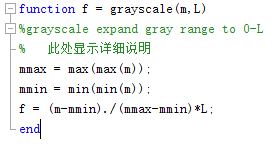 function f = grayscale(m,L)
%grayscale expand gray range to 0-L
%   此处显示详细说明
mmax = max(max(m));
mmin = min(min(m));
f = (m-mmin)./(mmax-mmin)*L;
end